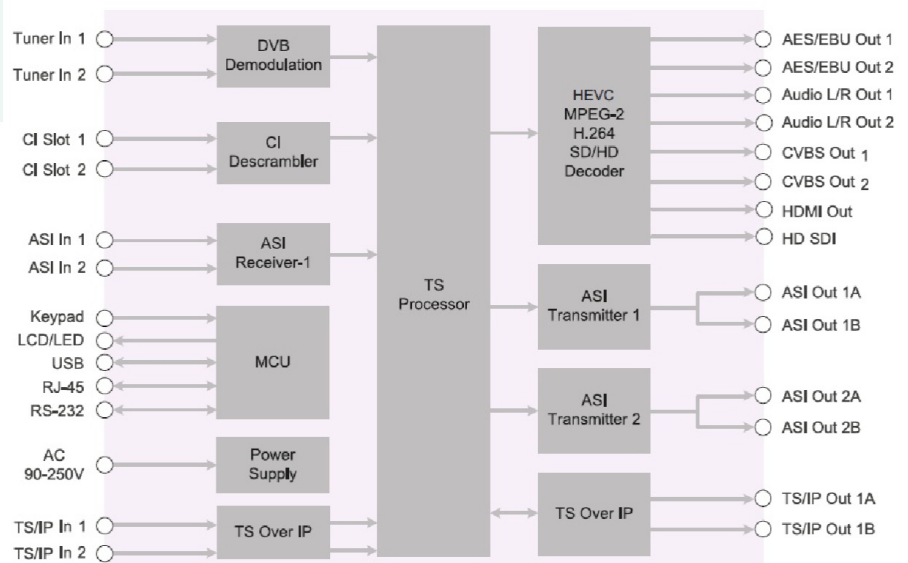 Tuner In 1
Tuner In 2
DVB
Demodulation
CI Slot 1
CI Slot 2
CI
Descrambler
ASI In 1
ASI In 2
ASI
Receiver-1
Keypad
LCD/LED
USB
RJ-45
RS-232
MCU
AC
90-250V
Power
Supply
TS/IP In 1
TS/IP In 2
TS Over IP
TS
Processor
HEVC
MPEG-2
H.264
SD/HD
Decoder
AES/EBU Out 1
AES/EBU Out 2
Audio L/R Out 1
Audio L/R Out 2
CVBS Out 1
CVBS Out 2
HDMI Out
HD SDI
ASI
Transmitter 1
ASI Out 1A
ASI Out 1B
ASI
Transmitter 2
ASI Out 2A
ASI Out 2B
TS Over IP
TS/IP Out 1A
TS/IP Out 1B